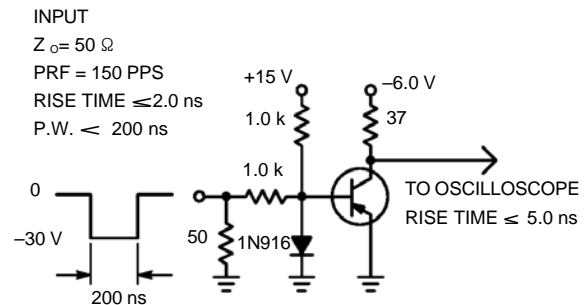 INPUT
Z o= 50 Ω
PRF = 150 PPS
RISE TIME ≤2.0 ns
P.W. < 200 ns
+15 V
–6.0 V
1.0 k
37
1.0 k
0
TO OSCILLOSCOPE
RISE TIME ≤ 5.0 ns
–30 V
50
1N916
200 ns